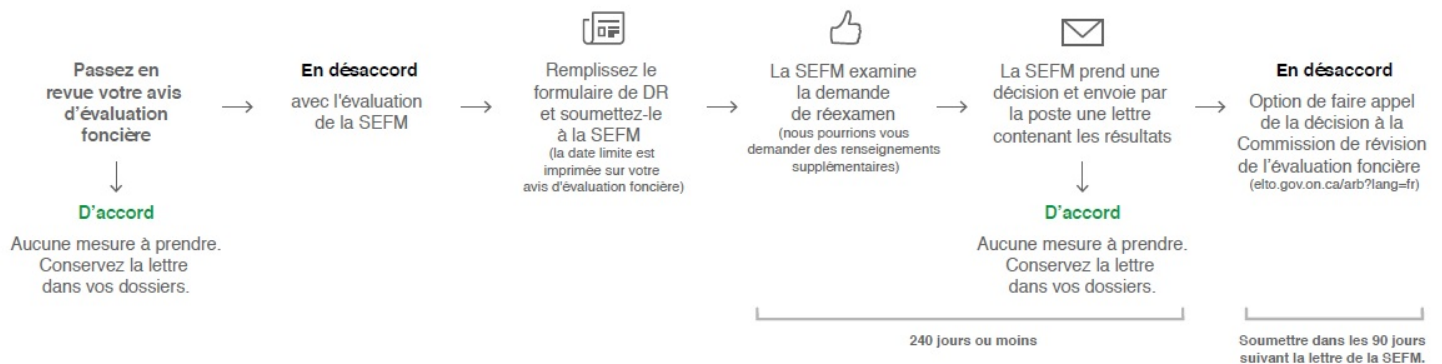 Passez en
revue votre avis
d'évaluation
foncière
D'accord
Aucune mesure à prendre.
Conservez la lettre
dans vos dossiers.
En désaccord
avec l'évaluation
de la SEFM
Remplissez le
formulaire de DR
et soumettez-le
à la SEFM
(la date limite est
imprimée sur votre
avis d'évaluation foncière)
La SEFM examine
la demande
de réexamen
(nous pourrions vous
demander des renseignements
supplémentaires)
La SEFM prend une
décision et envoie par
la poste une lettre
contenant les résultats
D'accord
Aucune mesure à prendre.
Conservez la lettre
dans vos dossiers.
240 jours ou moins
En désaccord
Option de faire appel
de la décision à la
Commission de révision
de l'évaluation foncière
(elto.gov.on.ca/arb?lang=fr)
Soumettre dans les 90 jours
suivant la lettre de la SEFM.